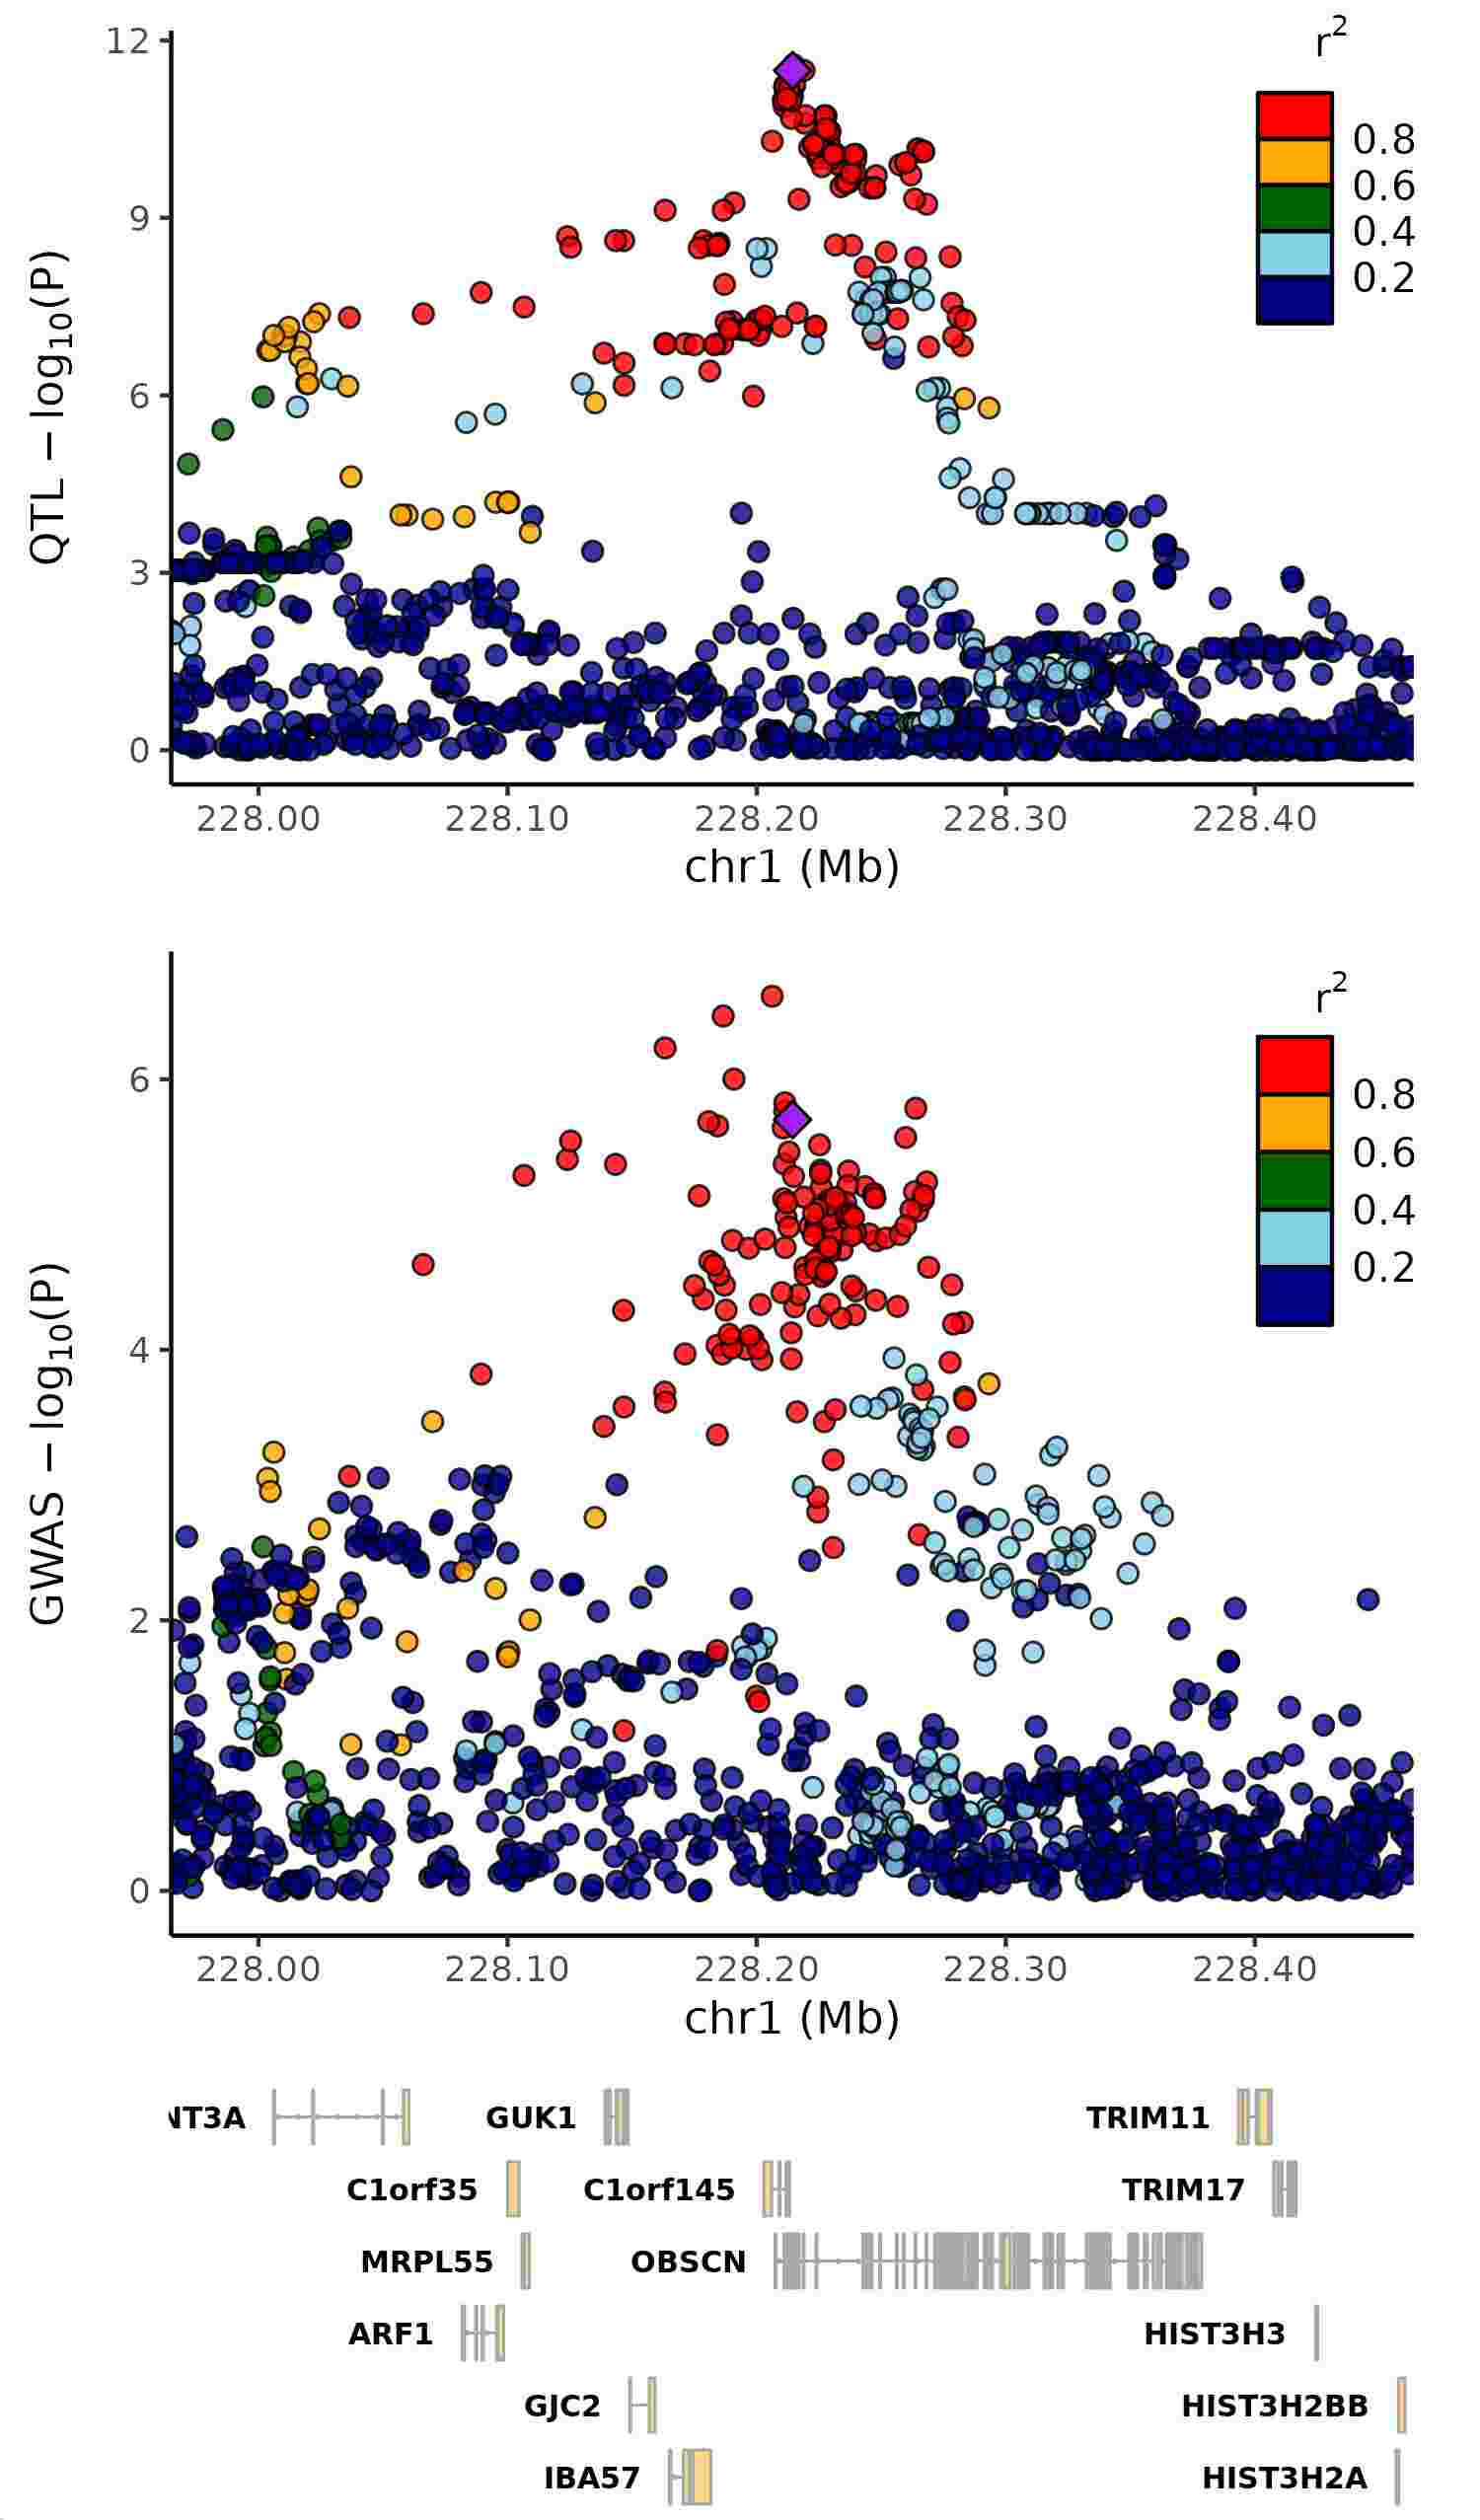 12
9
6
3
0
QTL −log10(P)
r2
0.8
0.6
0.4
0.2
228.00 228.10 228.20 228.30 228.40
chr1 (Mb)
6
4
2
0
GWAS −log10(P)
r2
0.8
0.6
0.4
0.2
228.00 228.10 228.20 228.30 228.40
chr1 (Mb)
NT3A GUK1 TRIM11
C1orf35 C1orf145 TRIM17
MRPL55 OBSCN
ARF1 HIST3H3
GJC2 HIST3H2BB
IBA57 HIST3H2A